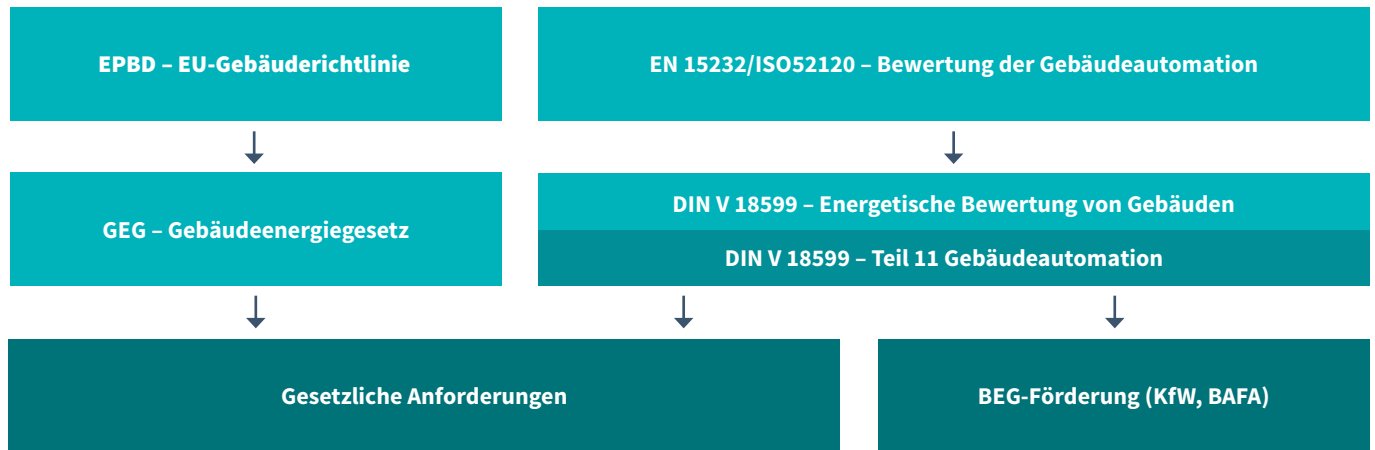 EPBD – EU-Gebäuderichtlinie
EN 15232/ISO52120 – Bewertung der Gebäudeautomation
GEG – Gebäudeenergiegesetz
DIN V 18599 – Energetische Bewertung von Gebäuden
DIN V 18599 – Teil 11 Gebäudeautomation
Gesetzliche Anforderungen
BEG-Förderung (KfW, BAFA)